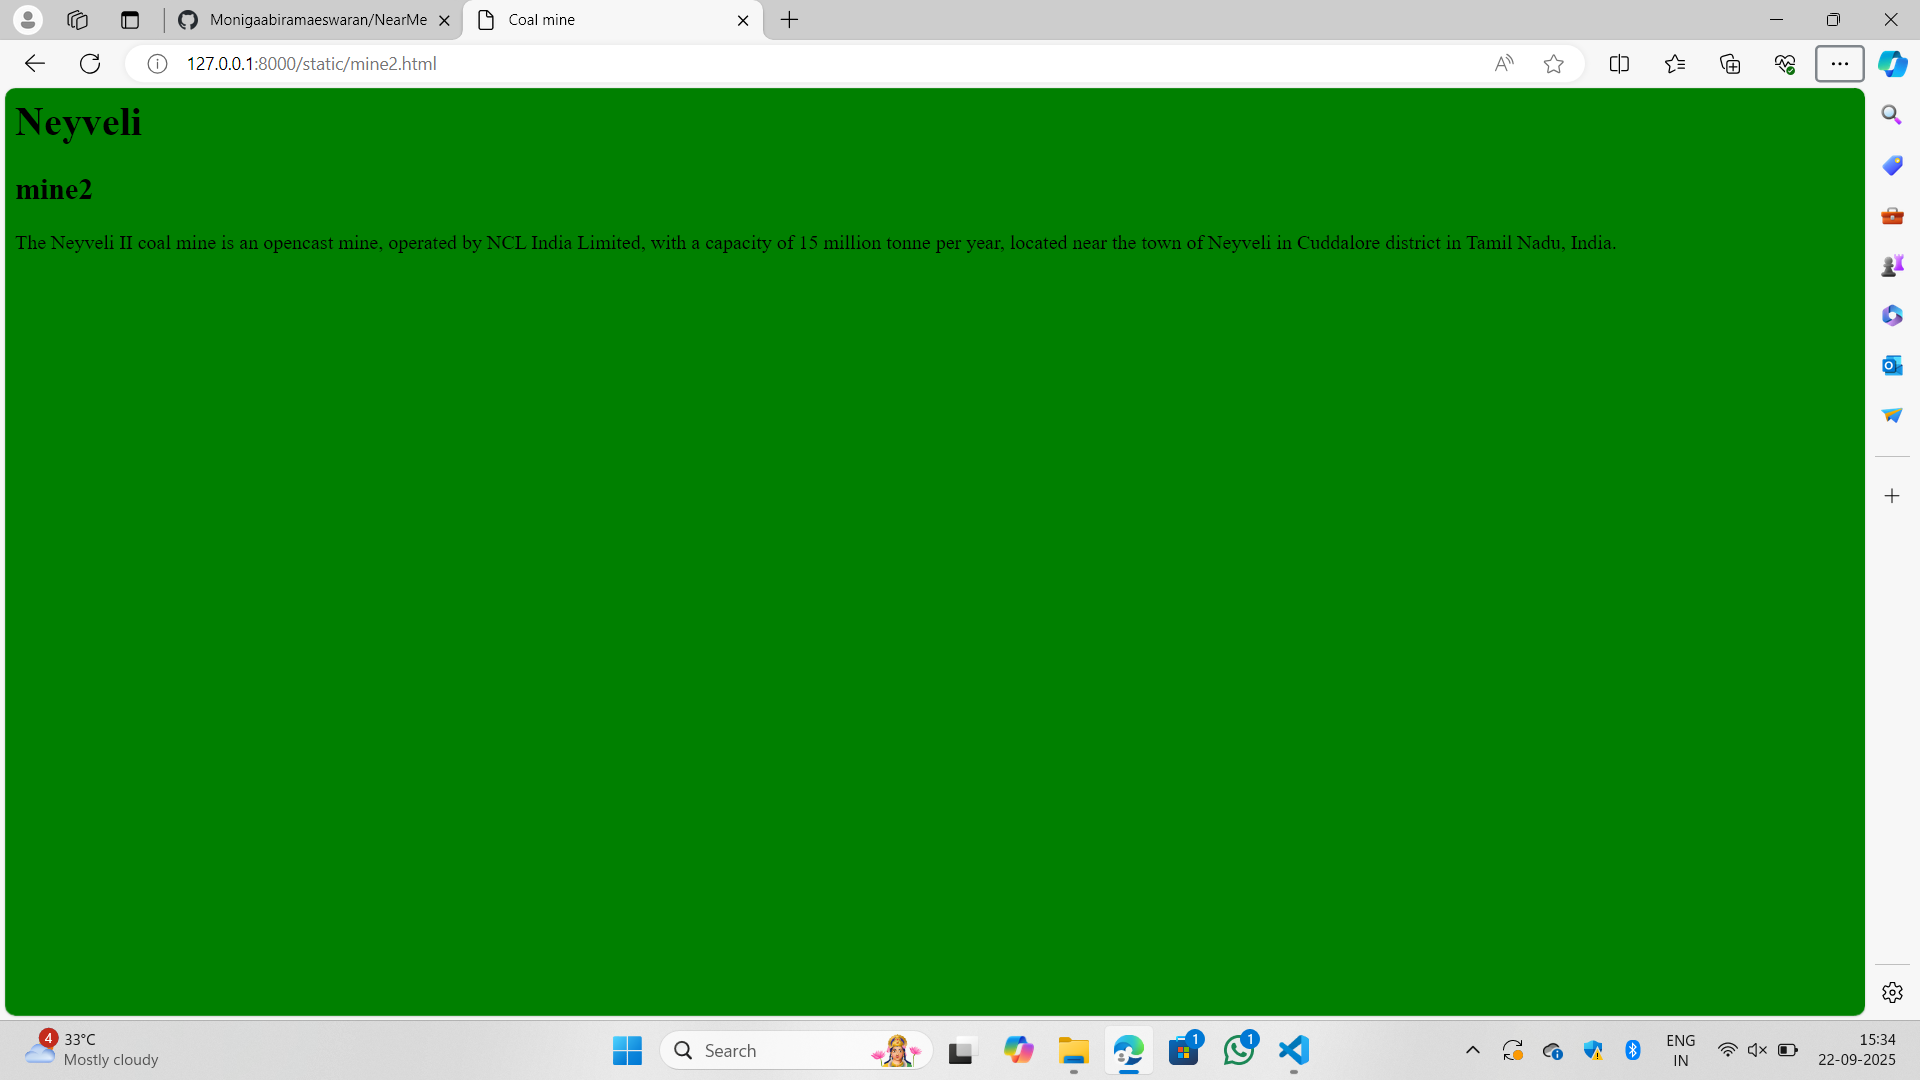 Monigaabiramaeswaran/NearMe
Coal mine
127.0.0.1:8000/static/mine2.html
Neyveli
mine2
The Neyveli II coal mine is an opencast mine, operated by NCL India Limited, with a capacity of 15 million tonne per year, located near the town of Neyveli in Cuddalore district in Tamil Nadu, India.
4
33°C
Mostly cloudy
Search
1
1
ENG
IN
15:34
22-09-2025